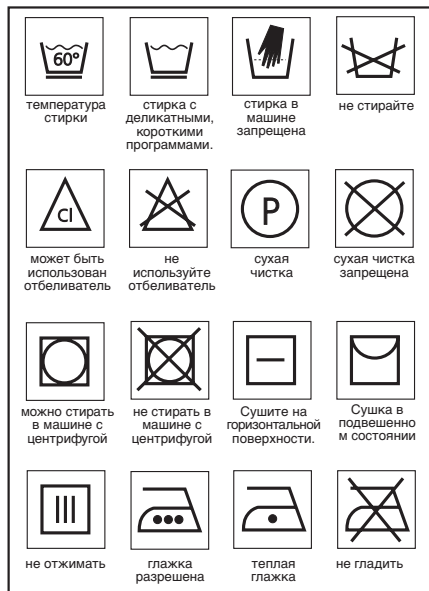 60°
температура
стирки
стирка с
деликатными,
короткими
программами.
стирка в
машине
запрещена
не стирайте
Cl
может быть
использован
отбеливатель
не
используйте
отбеливатель
P
сухая
чистка
сухая чистка
запрещена
можно стирать
в машине с
центрифугой
не стирать в
машине с
центрифугой
Сушите на
горизонтальной
поверхности.
Сушка в
подвешенно
м состоянии
не отжимать
глажка
разрешена
теплая
глажка
не гладить